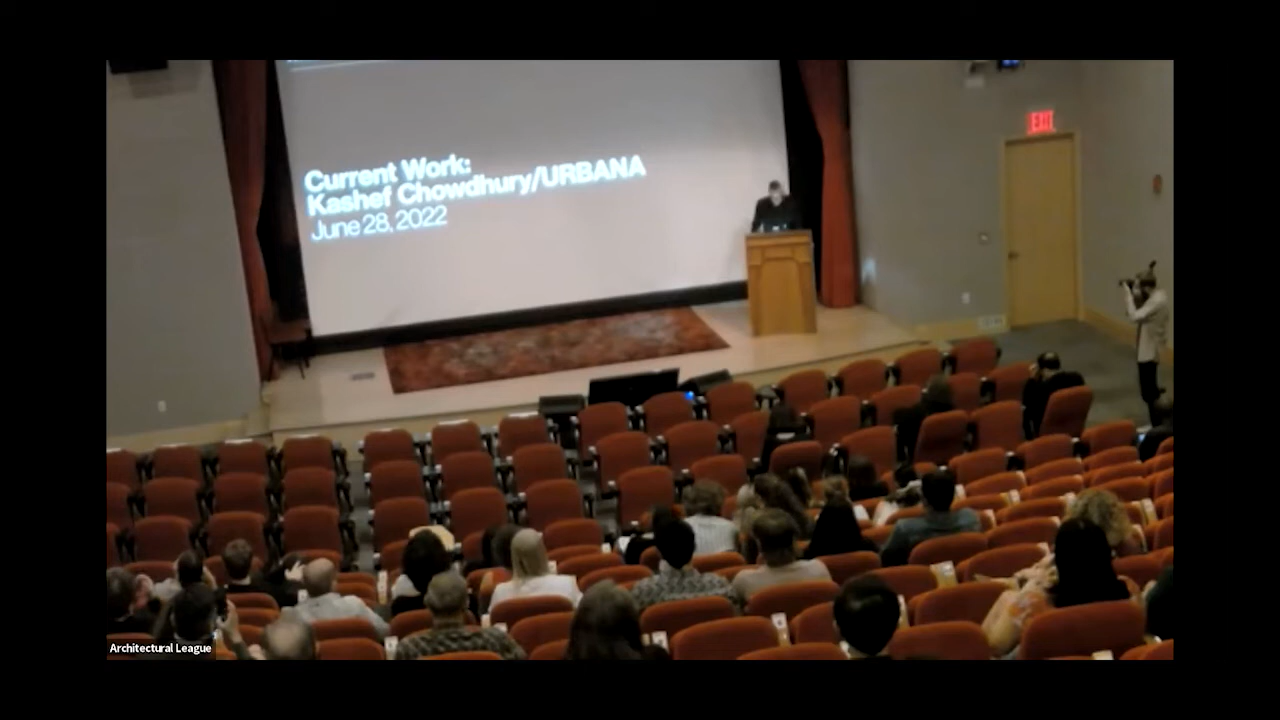 Current Work:
Kashef Chowdhury/URBANA
June 28, 2022
EXIT
Architectural League